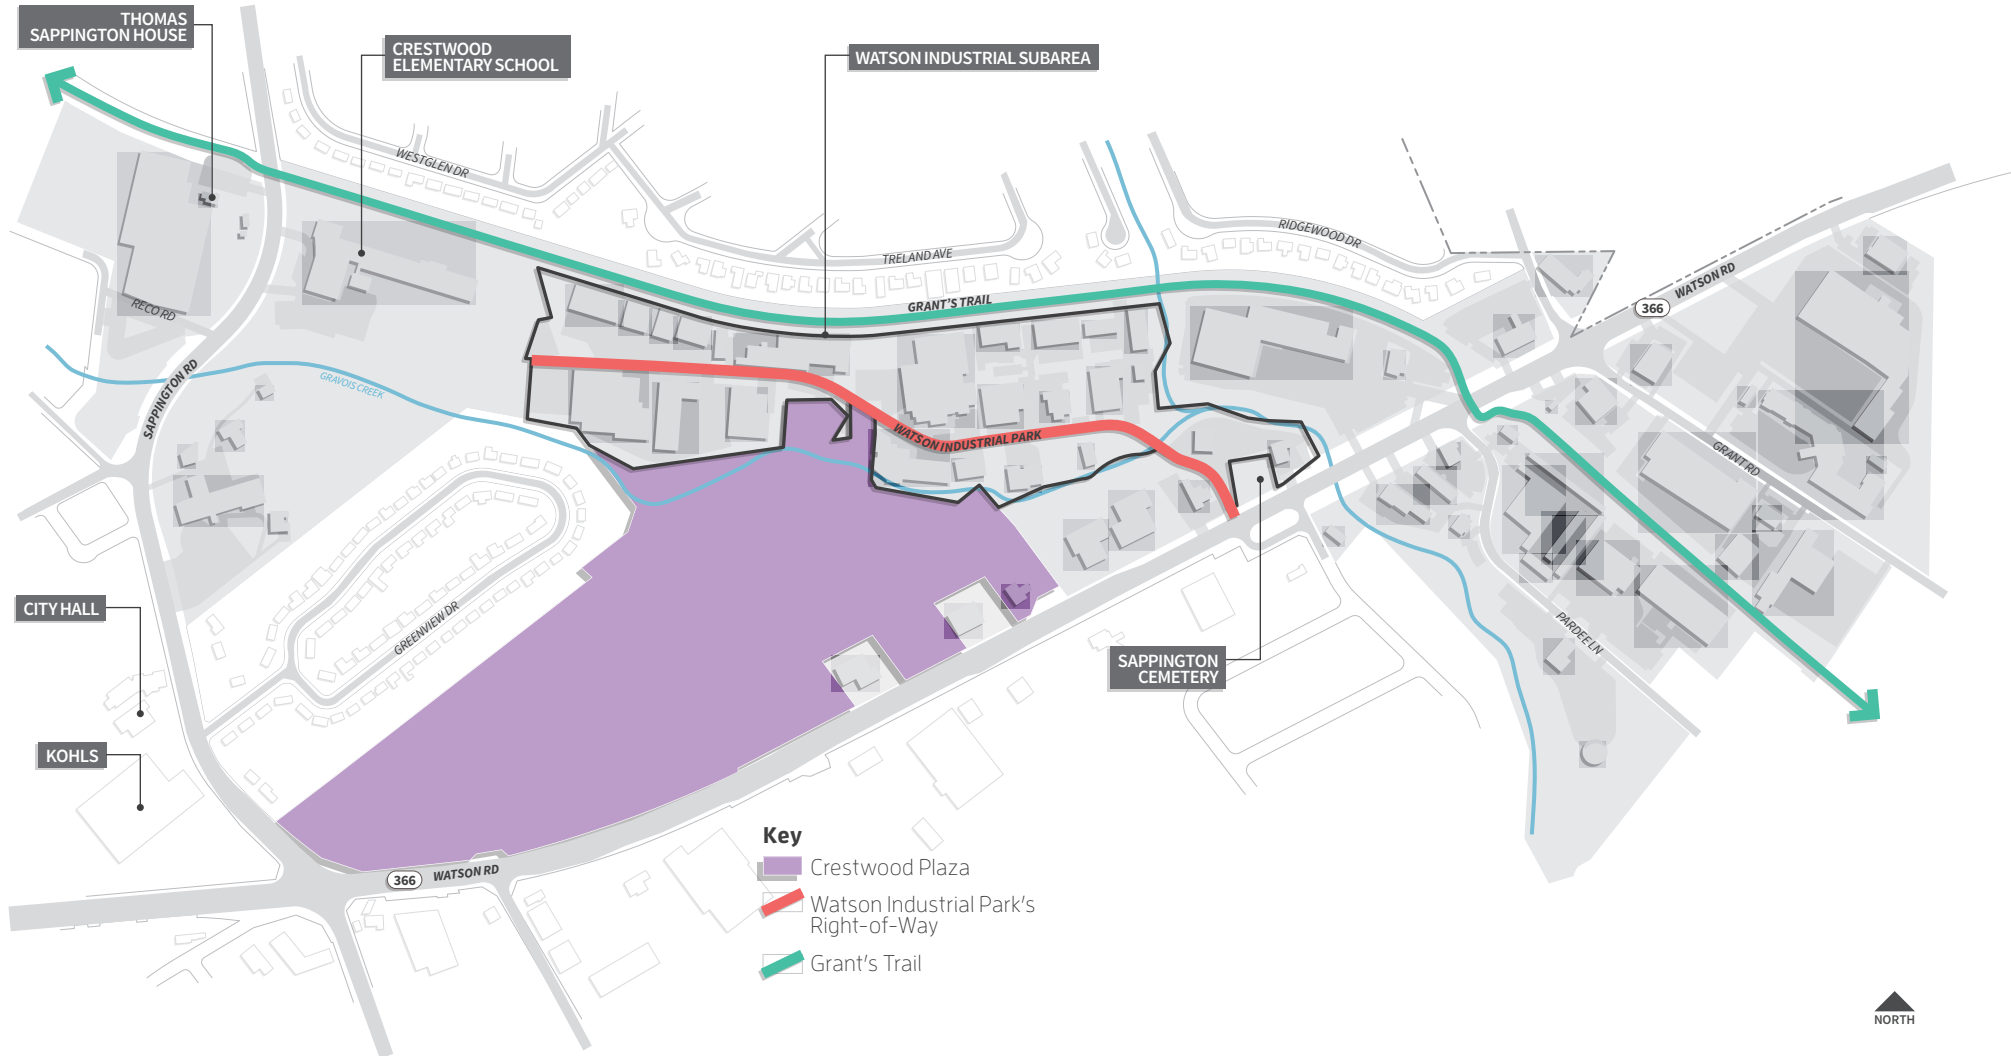 THOMAS
SAPPINGTON HOUSE
CRESTWOOD
ELEMENTARY SCHOOL
WATSON INDUSTRIAL SUBAREA
WESTGLEN DR
TRELAND AVE
RIDGEWOOD DR
GRANT'S TRAIL
WATSON RD
366
RECO RD
SAPPINGTON RD
GRAVOIS CREEK
WATSON INDUSTRIAL PARK
GRANT RD
CITY HALL
GREENVIEW DR
PARDEE LN
SAPPINGTON
CEMETERY
KOHLS
366
WATSON RD
Key
Crestwood Plaza
Watson Industrial Park's
Right-of-Way
Grant's Trail
NORTH